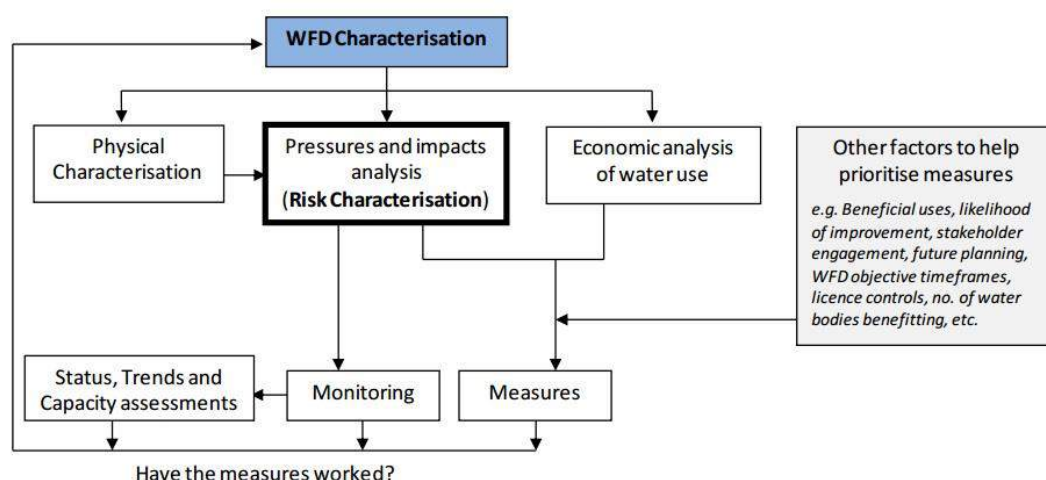 WFD Characterisation
Physical
Characterisation
Pressures and impacts
analysis
(Risk Characterisation)
Economic analysis
of water use
Other factors to help
prioritise measures
e.g. Beneficial uses, likelihood
of improvement, stakeholder
engagement, future planning,
WFD objective timeframes,
licence controls, no. of water
bodies benefitting, etc.
Status, Trends and
Capacity assessments
Monitoring
Measures
Have the measures worked?